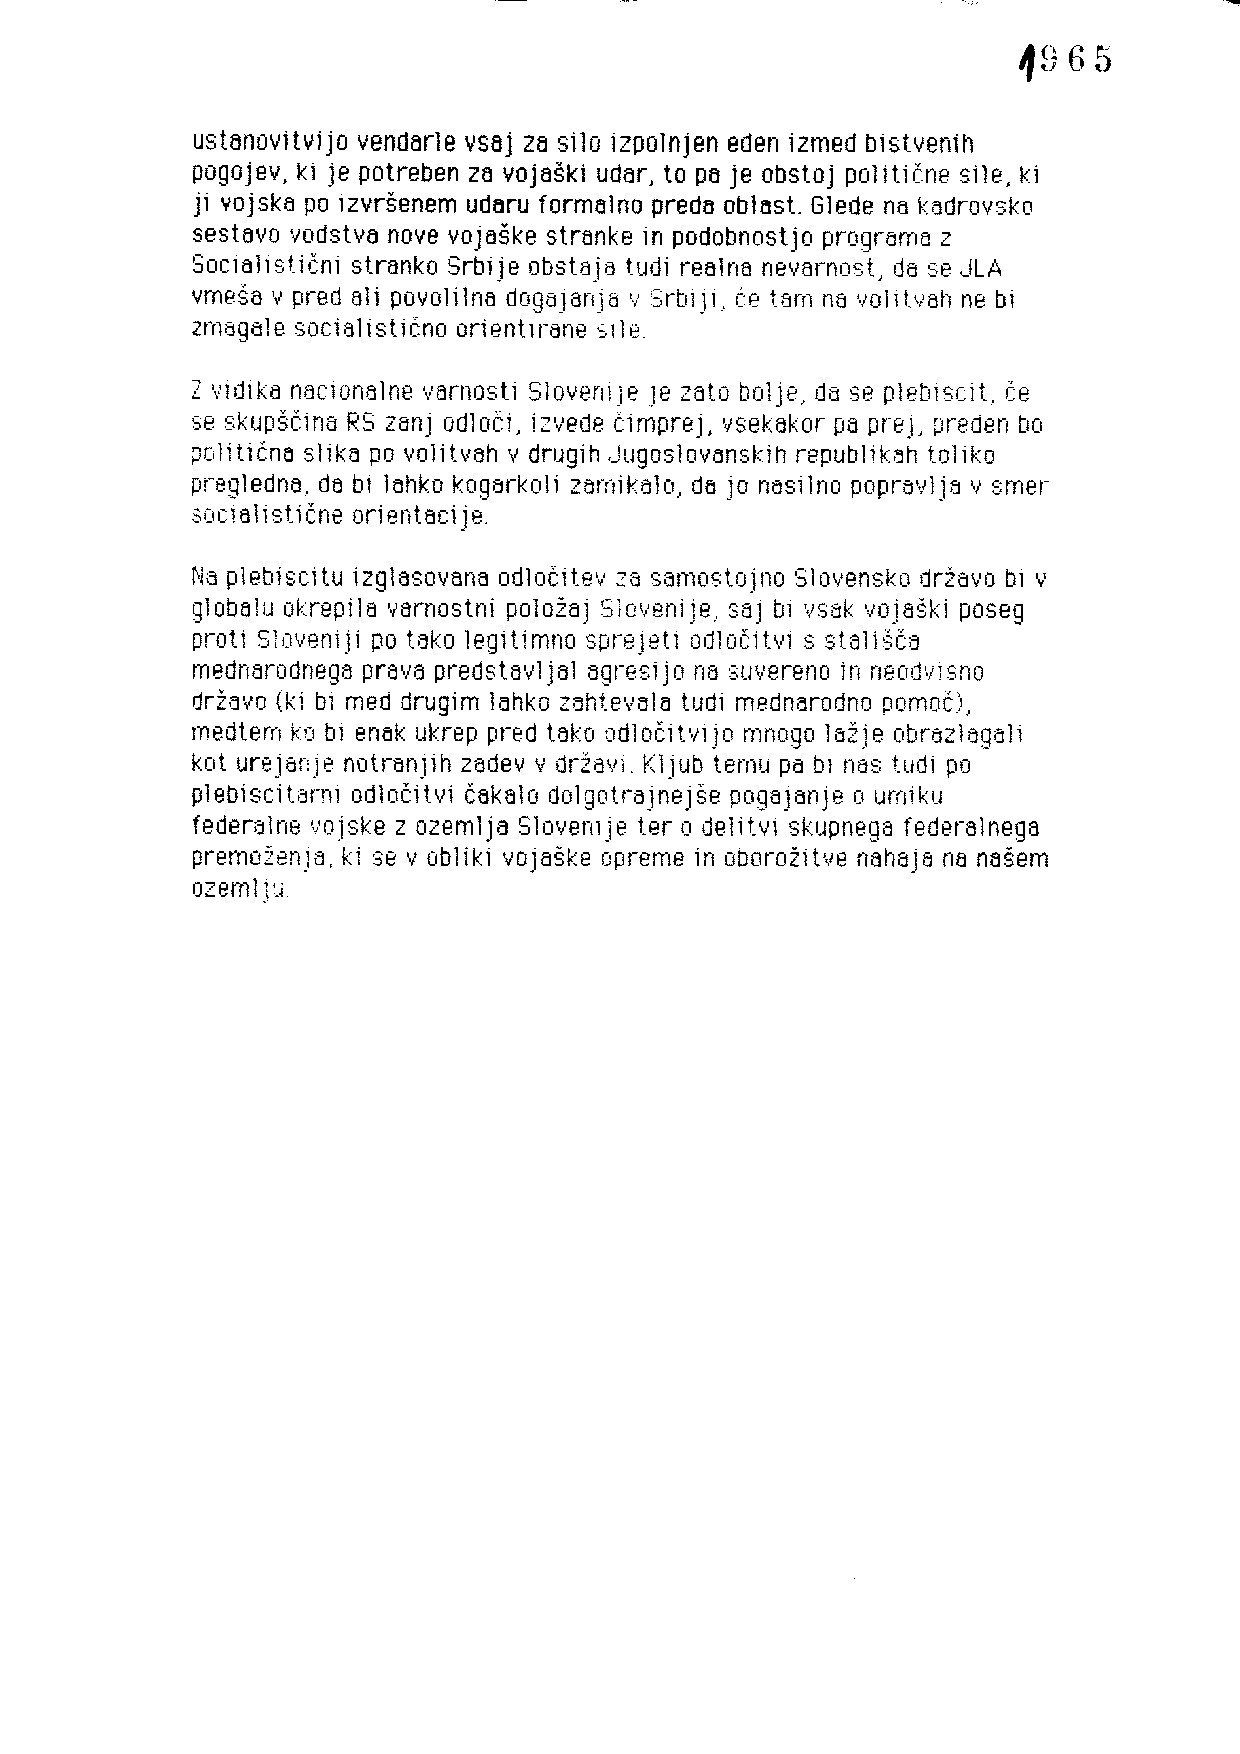 1965
ustanovitvijo vendarle vsaj za silo izpolnjen eden izmed bistvenih
pogojev, ki je potreben za vojaški udar, to pa je obstoj politične sile, ki
ji vojska po izvršenem udaru formalno preda oblast. Glede na kadrovsko
sestavo vodstva nove vojaške stranke in podobnostjo programa z
Socialistični stranko Srbije obstaja tudi realna nevarnost, da se JLA
vmeša v pred ali povolilna dogajanja v Srbiji, če tam na volitvah ne bi
zmagale socialistično orientirane sile.
Z vidika nacionalne varnosti Slovenije je zato bolje, da se plebiscit, če
se skupščina RS zanj odloči, izvede čimprej, vsekakor pa prej, preden bo
politična slika po volitvah v drugih Jugoslovanskih republikah toliko
pregledna, da bi lahko kogarkoli zamikalo, da jo nasilno popravlja v smer
socialistične orientacije.
Na plebiscitu izglasovana odločitev za samostojno Slovensko državo bi v
globalu okrepila varnostni položaj Slovenije, saj bi vsak vojaški poseg
proti Sloveniji po tako legitimno sprejeti odločitvi s stališča
mednarodnega prava predstavljal agresijo na suvereno in neodvisno
državo (ki bi med drugim lahko zahtevala tudi mednarodno pomoč),
medtem ko bi enak ukrep pred tako odločitvijo mnogo lažje obrazlagali
kot urejanje notranjih zadev v državi. Kljub temu pa bi nas tudi po
plebiscitarni odločitvi čakalo dolgotrajnejše pogajanje o umiku
federalne vojske z ozemlja Slovenije ter o delitvi skupnega federalnega
premoženja, ki se v obliki vojaške opreme in oborožitve nahaja na našem
ozemlju.